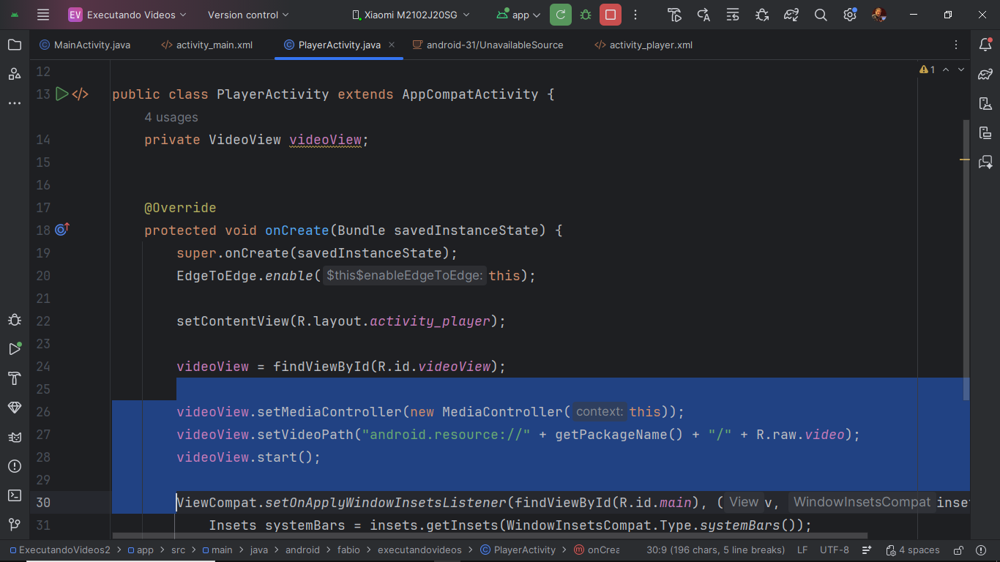 EV Executando Videos Version control Xiaomi M2102J20SG app
MainActivity.java activity_main.xml PlayerActivity.java android-31/UnavailableSource activity_player.xml
12 1
13 public class PlayerActivity extends AppCompatActivity {
4 usages
14 private VideoView videoView;
15
16
17 @Override
18 protected void onCreate(Bundle savedInstanceState) {
19 super.onCreate(savedInstanceState);
20 EdgeToEdge.enable( $this$enableEdgeToEdge: this);
21
22 setContentView(R.layout.activity_player);
23
24 videoView = findViewById(R.id.videoView);
25
26 videoView.setMediaController(new MediaController( context: this));
27 videoView.setVideoPath("android.resource://" + getPackageName() + "/" + R.raw.video);
28 videoView.start();
29
30 ViewCompat.setOnApplyWindowInsetsListener(findViewById(R.id.main), ( View v, WindowInsetsCompat inset
31 Insets systemBars = insets.getInsets(WindowInsetsCompat.Type.systemBars());
ExecutandoVideos2 > app > src > main > java > android > fabio > executandovideos > PlayerActivity > onCrea 30:9 (196 chars, 5 line breaks) LF UTF-8 4 spaces